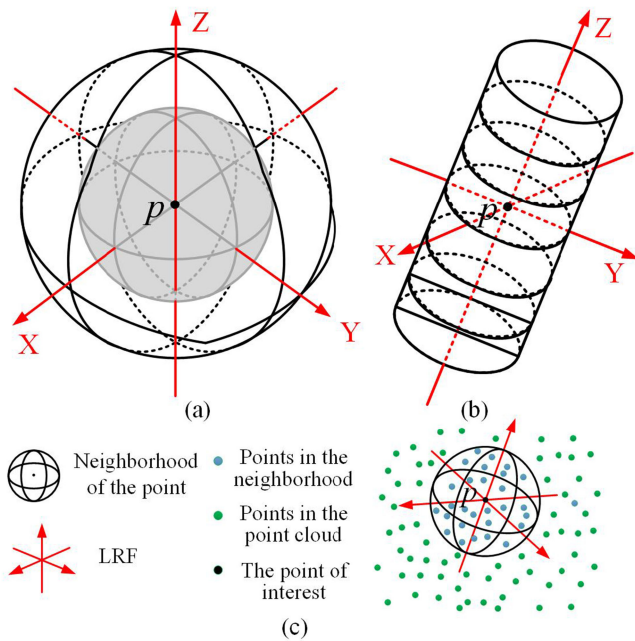 Z
p
X
Y
(a)
Z
p
X
Y
(b)
Neighborhood
of the point
LRF
Points in the
neighborhood
Points in the
point cloud
The point of
interest
p
(c)